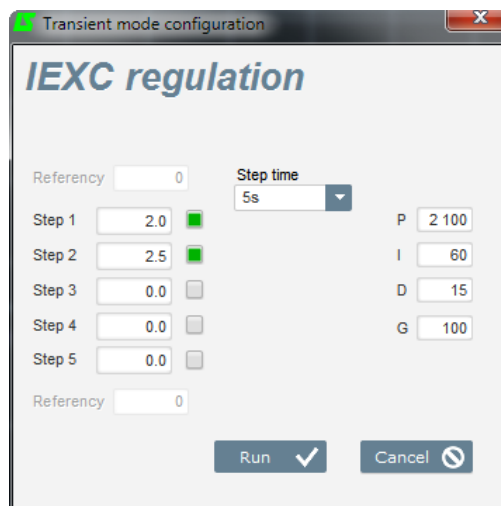 Transient mode configuration
IEXC regulation
Referency 0
Step time
5s
Step 1 2.0
P 2 100
Step 2 2.5
I 60
Step 3 0.0
D 15
Step 4 0.0
G 100
Step 5 0.0
Referency 0
Run
Cancel